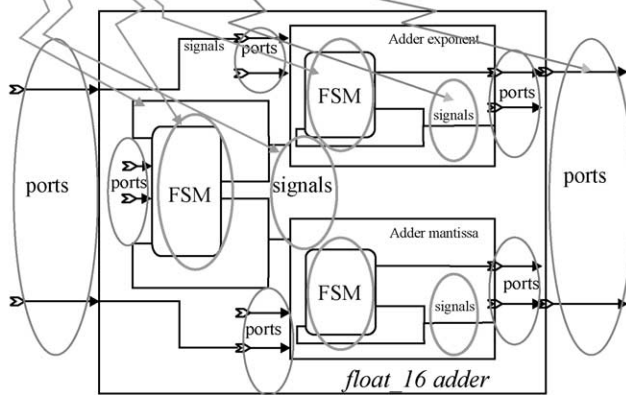 signals
ports
Adder exponent
FSM
signals
ports
ports
ports
FSM
signals
ports
Adder mantissa
FSM
signals
ports
ports
float_16 adder